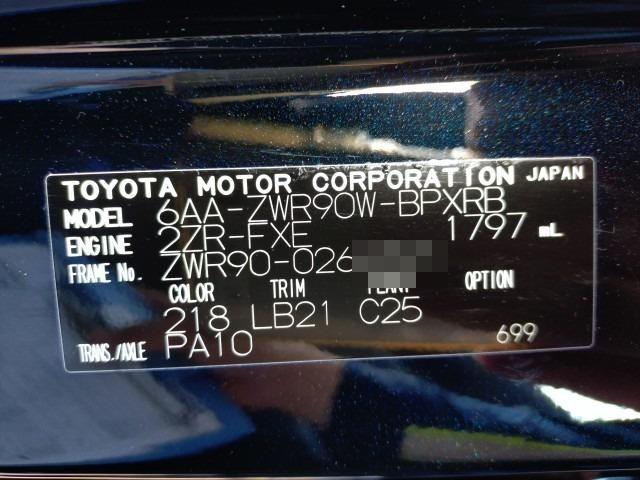 TOYOTA MOTOR CORPORATION JAPAN
MODEL 6AA-ZWR90W-BPXRB
ENGINE 2ZR-FXE 1797 mL
FRAME No. ZWR90-026
COLOR TRIM PLANT OPTION
218 LB21 C25
TRANS./AXLE PA10 699